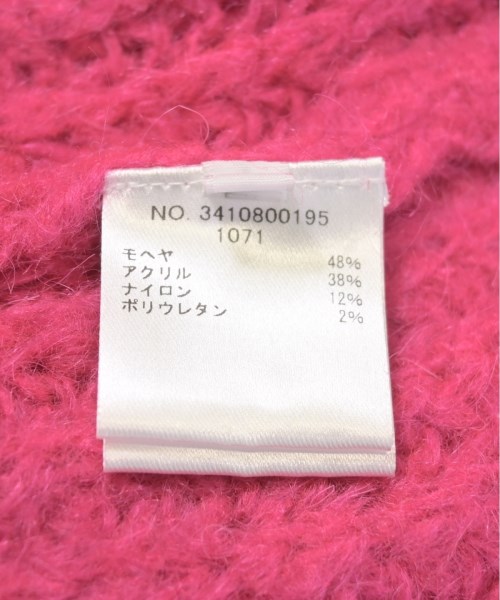 NO. 3410800195
1071
モヘヤ 48%
アクリル 38%
ナイロン 12%
ポリウレタン 2%